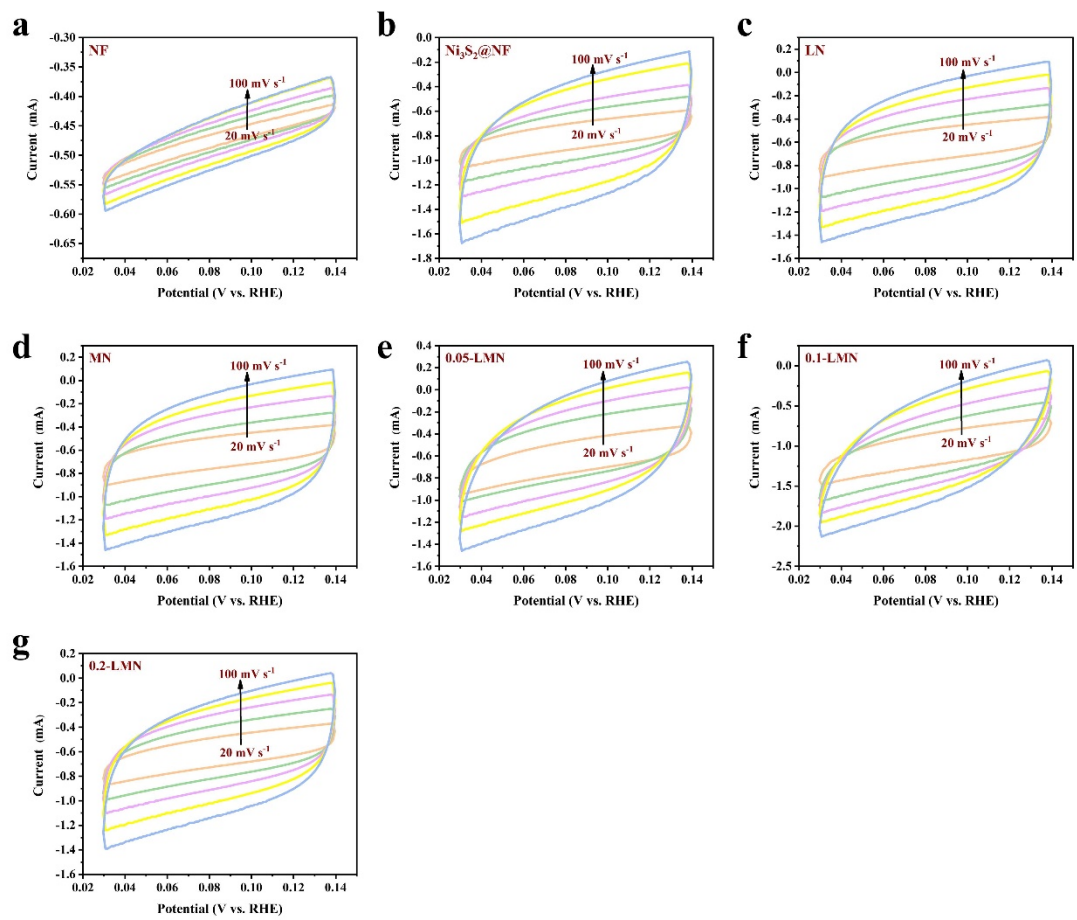 a
NF
100 mV s⁻¹
20 mV s⁻¹
-0.30
-0.35
-0.40
-0.45
-0.50
-0.55
-0.60
-0.65
Current (mA)
0.02 0.04 0.06 0.08 0.10 0.12 0.14
Potential (V vs. RHE)
b
Ni₃S₂@NF
100 mV s⁻¹
20 mV s⁻¹
0.0
-0.2
-0.4
-0.6
-0.8
-1.0
-1.2
-1.4
-1.6
-1.8
Current (mA)
0.02 0.04 0.06 0.08 0.10 0.12 0.14
Potential (V vs. RHE)
c
LN
100 mV s⁻¹
20 mV s⁻¹
0.2
0.0
-0.2
-0.4
-0.6
-0.8
-1.0
-1.2
-1.4
-1.6
Current (mA)
0.02 0.04 0.06 0.08 0.10 0.12 0.14
Potential (V vs. RHE)
d
MN
100 mV s⁻¹
20 mV s⁻¹
0.2
0.0
-0.2
-0.4
-0.6
-0.8
-1.0
-1.2
-1.4
-1.6
Current (mA)
0.02 0.04 0.06 0.08 0.10 0.12 0.14
Potential (V vs. RHE)
e
0.05-LMN
100 mV s⁻¹
20 mV s⁻¹
0.4
0.2
0.0
-0.2
-0.4
-0.6
-0.8
-1.0
-1.2
-1.4
-1.6
Current (mA)
0.02 0.04 0.06 0.08 0.10 0.12 0.14
Potential (V vs. RHE)
f
0.1-LMN
100 mV s⁻¹
20 mV s⁻¹
0.0
-0.5
-1.0
-1.5
-2.0
-2.5
Current (mA)
0.02 0.04 0.06 0.08 0.10 0.12 0.14
Potential (V vs. RHE)
g
0.2-LMN
100 mV s⁻¹
20 mV s⁻¹
0.2
0.0
-0.2
-0.4
-0.6
-0.8
-1.0
-1.2
-1.4
-1.6
Current (mA)
0.02 0.04 0.06 0.08 0.10 0.12 0.14
Potential (V vs. RHE)